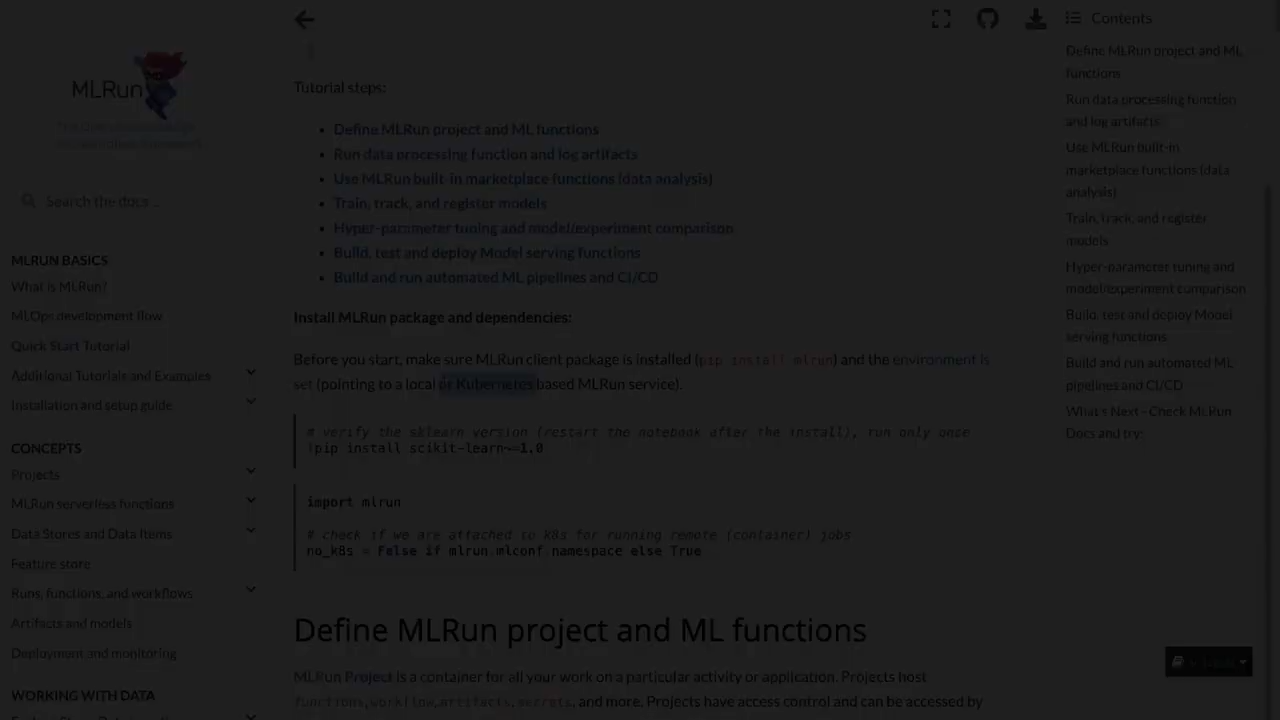 MLRun
Search the docs ...
MLRUN BASICS
What is MLRun?
MLOps development flow
Quick Start Tutorial
Additional Tutorials and Examples
Installation and setup guide
CONCEPTS
Projects
MLRun serverless functions
Data Stores and Data Items
Feature store
Runs, functions, and workflows
Artifacts and models
Deployment and monitoring
WORKING WITH DATA
Tutorial steps:
Define MLRun project and ML functions
Run data processing function and log artifacts
Use MLRun built-in marketplace functions (data analysis)
Train, track, and register models
Hyper-parameter tuning and model/experiment comparison
Build, test and deploy Model serving functions
Build and run automated ML pipelines and CI/CD
Install MLRun package and dependencies:
Before you start, make sure MLRun client package is installed (pip install mlrun) and the environment is
set (pointing to a local or Kubernetes based MLRun service).
# verify the sklearn version (restart the notebook after the install), run only once
!pip install scikit-learn~=1.0
import mlrun
# check if we are attached to k8s for running remote (container) jobs
no_k8s = False if mlrun.mlconf.namespace else True
Define MLRun project and ML functions
MLRun Project is a container for all your work on a particular activity or application. Projects host
functions, workflow, artifacts, secrets, and more. Projects have access control and can be accessed by
Contents
Define MLRun project and ML
functions
Run data processing function
and log artifacts
Use MLRun built-in
marketplace functions (data
analysis)
Train, track, and register
models
Hyper-parameter tuning and
model/experiment comparison
Build, test and deploy Model
serving functions
Build and run automated ML
pipelines and CI/CD
What's Next - Check MLRun
Docs and try: